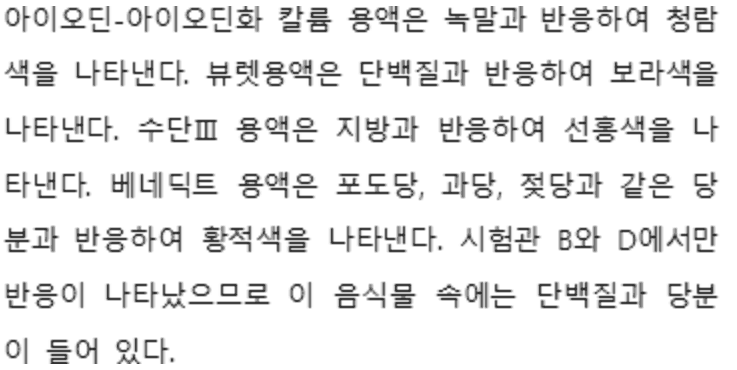 아이오딘-아이오딘화 칼륨 용액은 녹말과 반응하여 청람
색을 나타낸다. 뷰렛용액은 단백질과 반응하여 보라색을
나타낸다. 수단Ⅲ 용액은 지방과 반응하여 선홍색을 나
타낸다. 베네딕트 용액은 포도당, 과당, 젖당과 같은 당
분과 반응하여 황적색을 나타낸다. 시험관 B와 D에서만
반응이 나타났으므로 이 음식물 속에는 단백질과 당분
이 들어 있다.